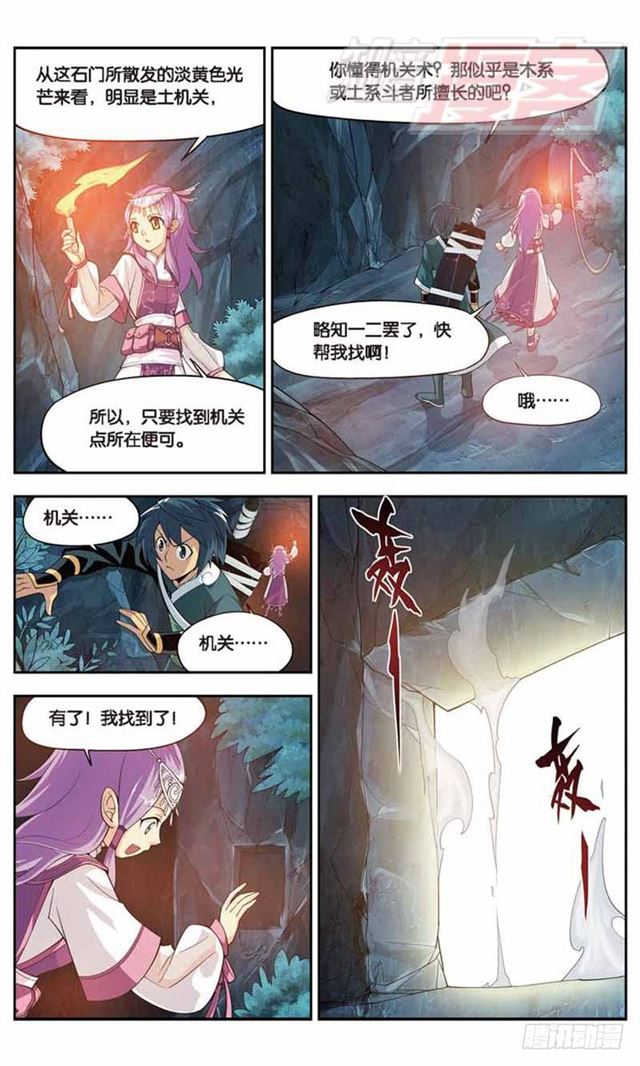 从这石门所散发的淡黄色光
芒来看，明显是土机关，
所以，只要找到机关
点所在便可。
你懂得机关术？那似乎是木系
或土系斗者所擅长的吧？
略知一二罢了，快
帮我找啊！
哦……
机关……
机关……
轰
轰
有了！我找到了！
腾讯动漫